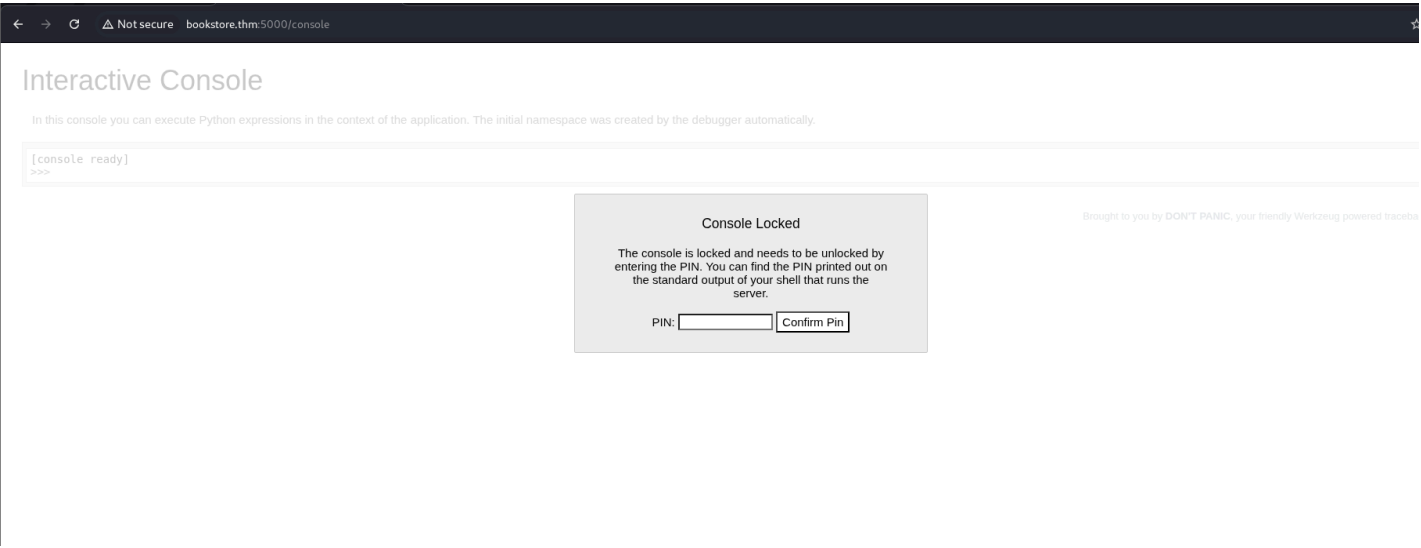 Not secure bookstore.thm:5000/console
Interactive Console
In this console you can execute Python expressions in the context of the application. The initial namespace was created by the debugger automatically.
[console ready]
>>>
Console Locked
The console is locked and needs to be unlocked by
entering the PIN. You can find the PIN printed out on
the standard output of your shell that runs the
server.
PIN: Confirm Pin
Brought to you by DON'T PANIC, your friendly Werkzeug powered traceba